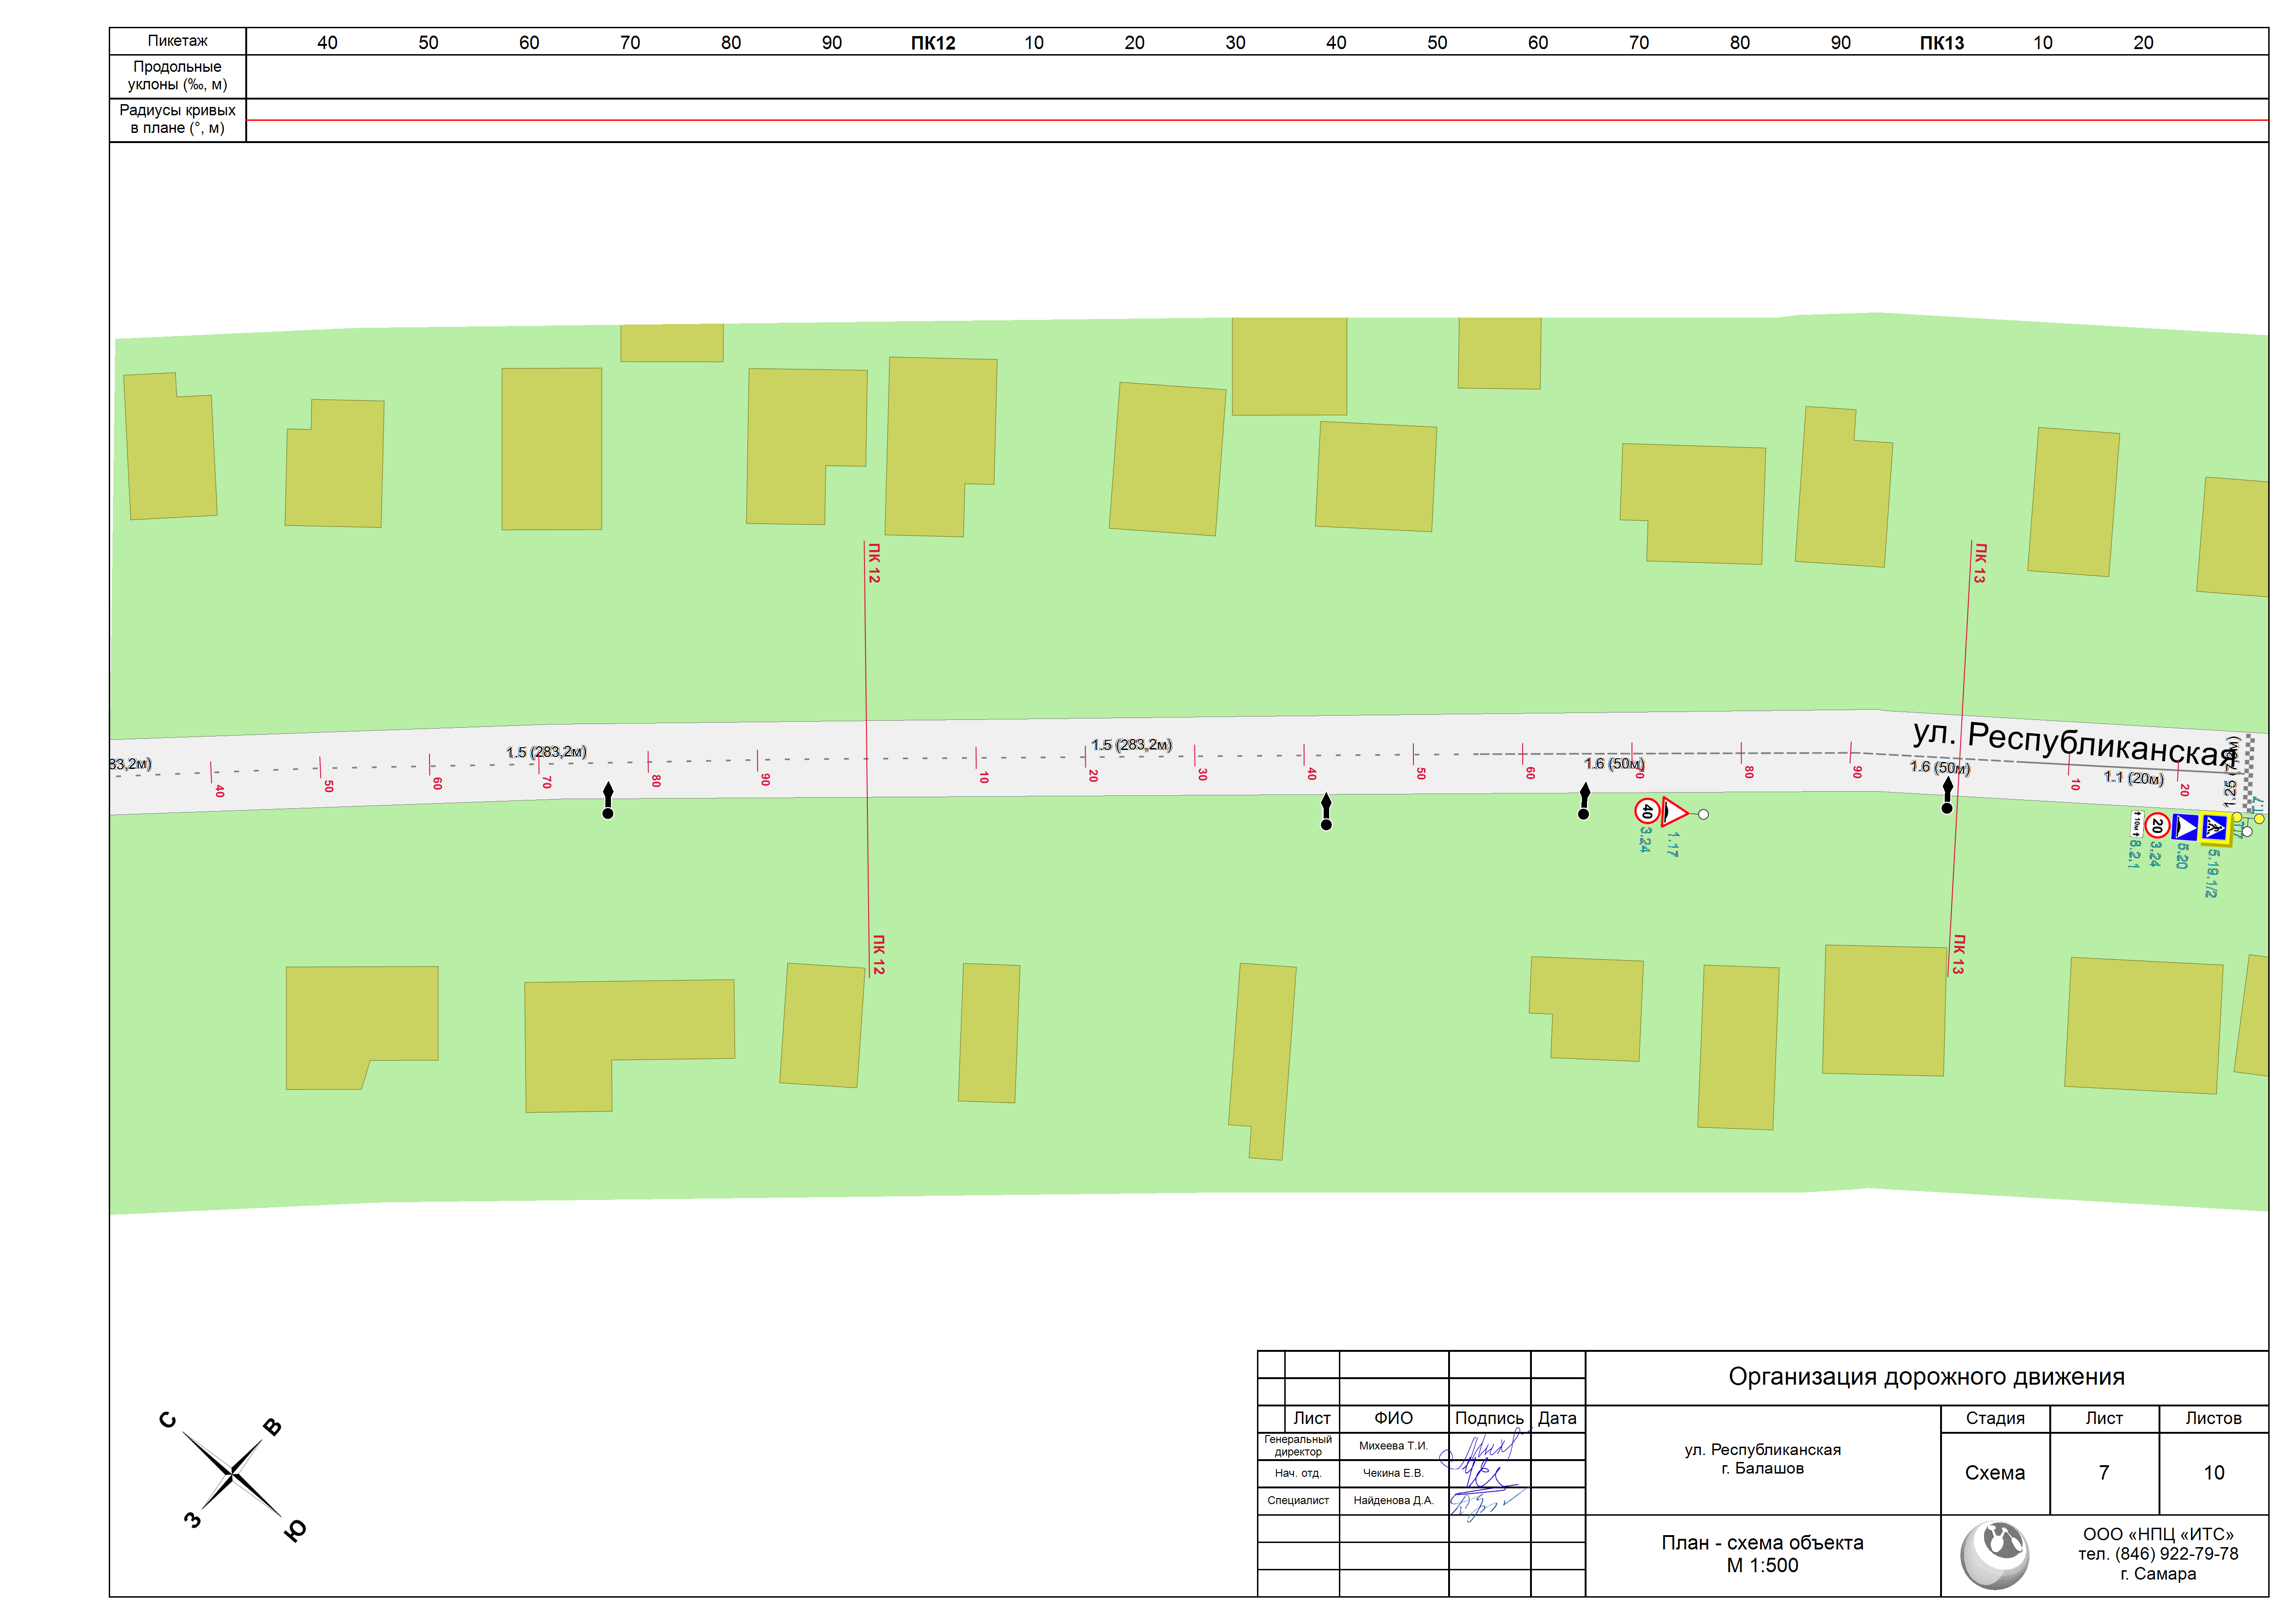 Пикетаж 40 50 60 70 80 90 ПК12 10 20 30 40 50 60 70 80 90 ПК13 10 20
Продольные
уклоны (‰, м)
Радиусы кривых
в плане (°, м)
ПК 12
ПК 13
ул. Республиканская
83,2м)
1.5 (283,2м)
1.5 (283,2м)
1.6 (50м)
1.6 (50м)
1.1 (20м)
40 50 60 70 80 90 10 20 30 40 50 60 70 80 90 10 20
40
3.24
1.17
10м
8.2.1
20
3.24
5.20
5.19.1/2
ПК 12
ПК 13
С
В
З
Ю
Организация дорожного движения
Лист ФИО Подпись Дата
Стадия Лист Листов
Генеральный
директор
Михеева Т.И.
Нач. отд. Чекина Е.В.
Специалист Найденова Д.А.
ул. Республиканская
г. Балашов
Схема 7 10
План - схема объекта
М 1:500
ООО «НПЦ «ИТС»
тел. (846) 922-79-78
г. Самара